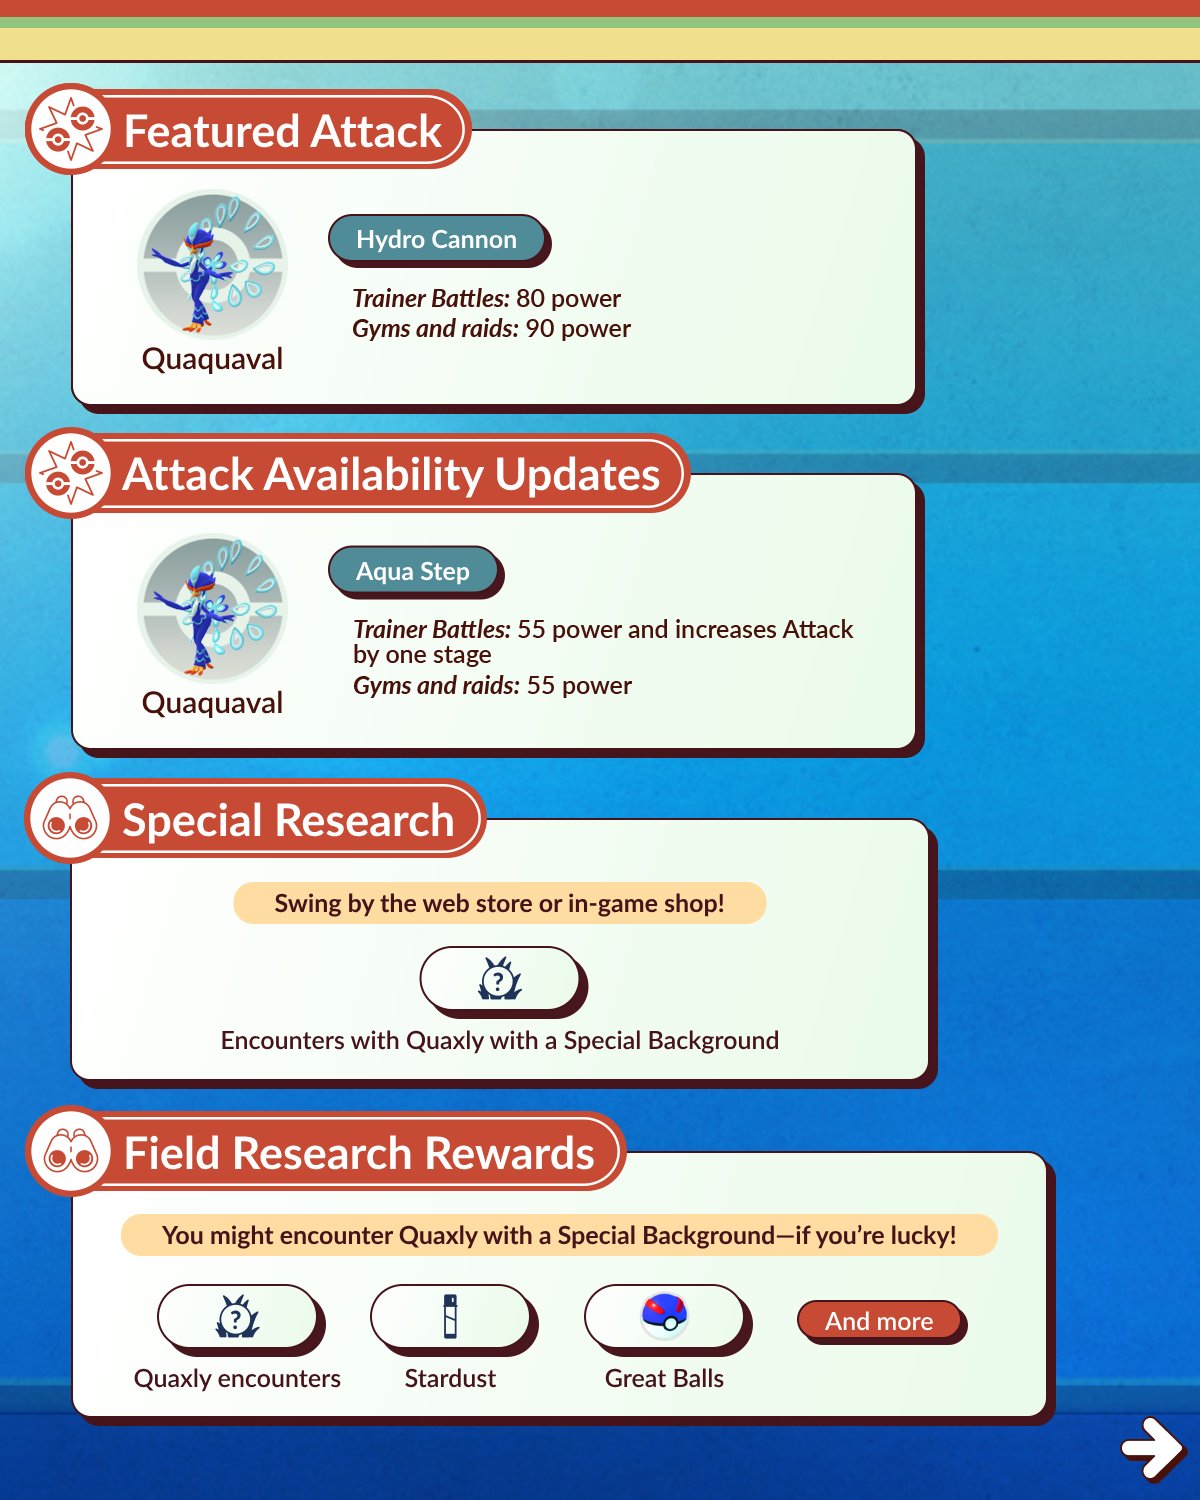 Featured Attack
Hydro Cannon
Trainer Battles: 80 power
Gyms and raids: 90 power
Quaquaval
Attack Availability Updates
Aqua Step
Trainer Battles: 55 power and increases Attack
by one stage
Gyms and raids: 55 power
Quaquaval
Special Research
Swing by the web store or in-game shop!
?
Encounters with Quaxly with a Special Background
Field Research Rewards
You might encounter Quaxly with a Special Background—if you’re lucky!
?
And more
Quaxly encounters
Stardust
Great Balls